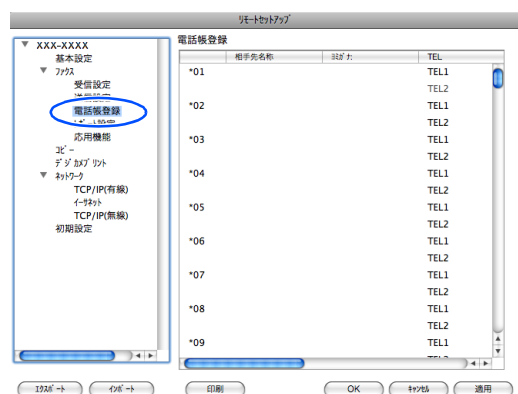 リモートセットアップ
XXX-XXXX
基本設定
ファクス
受信設定
電話帳登録
応用機能
コピー
デジカメプリント
ネットワーク
TCP/IP(有線)
イーサネット
TCP/IP(無線)
初期設定
電話帳登録
相手先名称 ヨミガナ: TEL
*01 TEL1
TEL2
*02 TEL1
TEL2
*03 TEL1
TEL2
*04 TEL1
TEL2
*05 TEL1
TEL2
*06 TEL1
TEL2
*07 TEL1
TEL2
*08 TEL1
TEL2
*09 TEL1
エクスポート インポート 印刷 OK キャンセル 適用